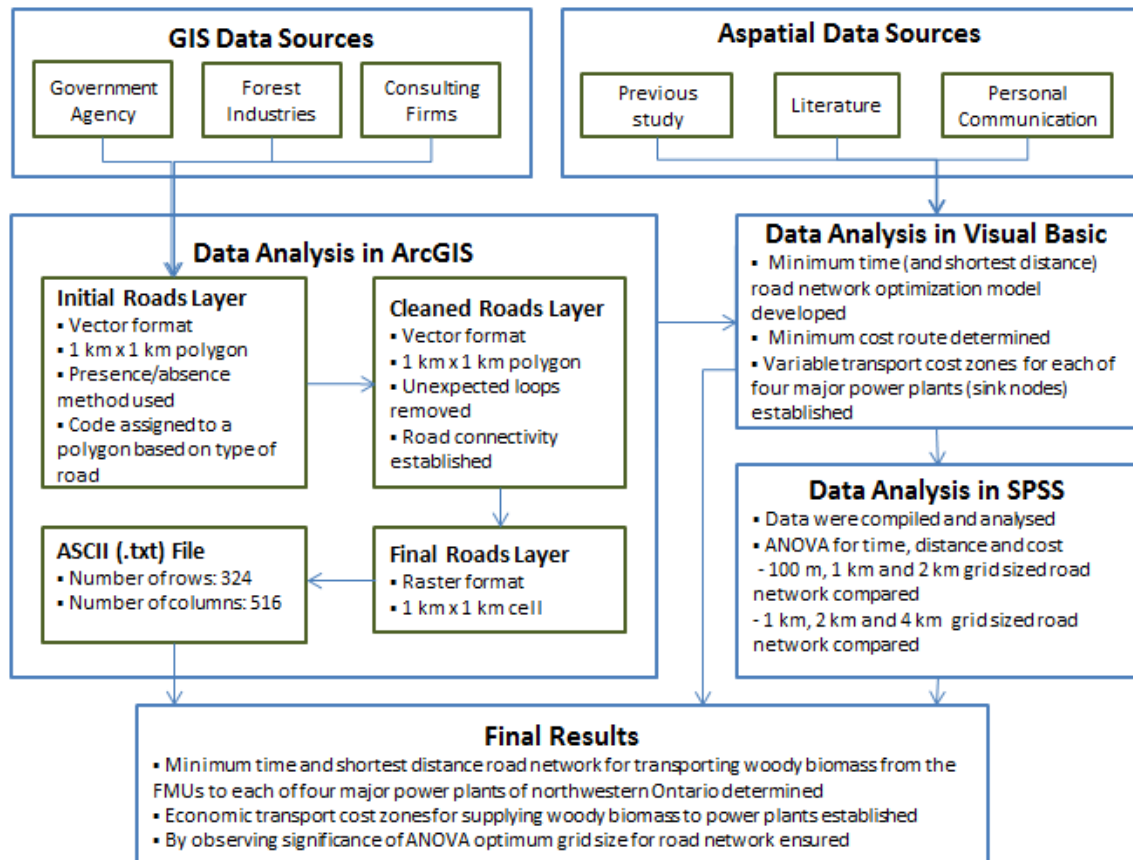 GIS Data Sources
Government
Agency
Forest
Industries
Consulting
Firms
Aspatial Data Sources
Previous
study
Literature
Personal
Communication
Data Analysis in ArcGIS
Initial Roads Layer
▪ Vector format
▪ 1 km x 1 km polygon
▪ Presence/absence
method used
▪ Code assigned to a
polygon based on type of
road
Cleaned Roads Layer
▪ Vector format
▪ 1 km x 1 km polygon
▪ Unexpected loops
removed
▪ Road connectivity
established
ASCII (.txt) File
▪ Number of rows: 324
▪ Number of columns: 516
Final Roads Layer
▪ Raster format
▪ 1 km x 1 km cell
Data Analysis in Visual Basic
▪ Minimum time (and shortest distance)
road network optimization model
developed
▪ Minimum cost route determined
▪ Variable transport cost zones for each of
four major power plants (sink nodes)
established
Data Analysis in SPSS
▪ Data were compiled and analysed
▪ ANOVA for time, distance and cost
- 100 m, 1 km and 2 km grid sized road
network compared
- 1 km, 2 km and 4 km grid sized road
network compared
Final Results
▪ Minimum time and shortest distance road network for transporting woody biomass from the
FMUs to each of four major power plants of northwestern Ontario determined
▪ Economic transport cost zones for supplying woody biomass to power plants established
▪ By observing significance of ANOVA optimum grid size for road network ensured